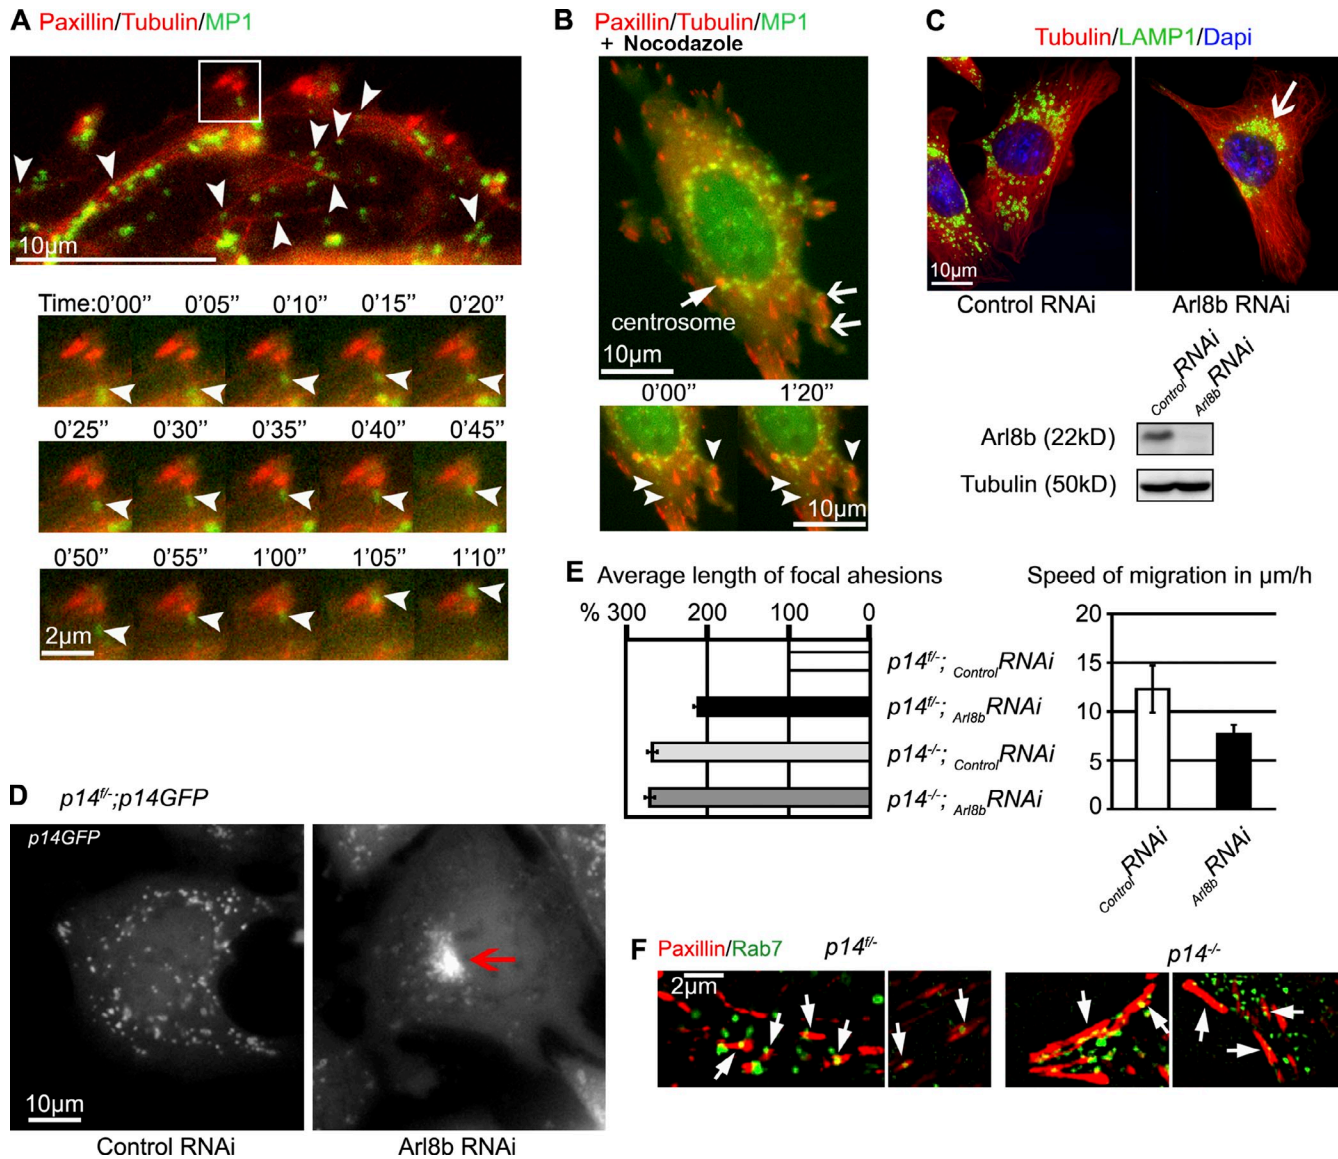 A
Paxillin/Tubulin/MP1
10µm
Time:0’00’’ 0’05’’ 0’10’’ 0’15’’ 0’20’’
0’25’’ 0’30’’ 0’35’’ 0’40’’ 0’45’’
0’50’’ 0’55’’ 1’00’’ 1’05’’ 1’10’’
2µm
B
Paxillin/Tubulin/MP1
+ Nocodazole
centrosome
10µm
0’00’’ 1’20’’
10µm
C
Tubulin/LAMP1/Dapi
10µm
Control RNAi Arl8b RNAi
Control RNAi Arl8b RNAi
Arl8b (22kD)
Tubulin (50kD)
D
p14f/-;p14GFP
p14GFP
10µm
Control RNAi Arl8b RNAi
E
Average length of focal ahesions
% 300 200 100 0
p14f/-; Control RNAi
p14f/-; Arl8b RNAi
p14-/-; Control RNAi
p14-/-; Arl8b RNAi
Speed of migration in µm/h
20
15
10
5
0
Control RNAi Arl8b RNAi
F
Paxillin/Rab7 p14f/- p14-/-
2µm